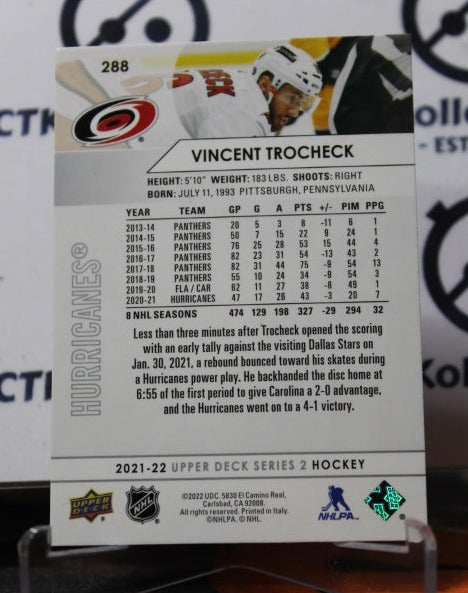 288
VINCENT TROCHECK
HEIGHT: 5'10" WEIGHT: 183 LBS. SHOOTS: RIGHT
BORN: JULY 11, 1993 PITTSBURGH, PENNSYLVANIA
YEAR TEAM GP G A PTS +/- PIM PPG
2013-14 PANTHERS 20 5 3 8 -11 6 1
2014-15 PANTHERS 50 7 15 22 9 24 1
2015-16 PANTHERS 76 25 28 53 15 44 4
2016-17 PANTHERS 82 23 31 54 -13 43 2
2017-18 PANTHERS 82 31 44 75 -9 54 13
2018-19 PANTHERS 55 10 24 34 -9 54 3
2019-20 FLA / CAR 62 11 27 38 -8 49 1
2020-21 HURRICANES 47 17 26 43 -3 20 7
8 NHL SEASONS 474 129 198 327 -29 294 32
HURRICANES®
Less than three minutes after Trocheck opened the scoring
with an early tally against the visiting Dallas Stars on
Jan. 30, 2021, a rebound bounced toward his skates during
a Hurricanes power play. He backhanded the disc home at
6:55 of the first period to give Carolina a 2-0 advantage,
and the Hurricanes went on to a 4-1 victory.
2021-22 UPPER DECK SERIES 2 HOCKEY
UPPER DECK
NHL
©2022 UDC. 5830 El Camino Real,
Carlsbad, CA 92008.
All rights reserved. Printed in Italy.
©NHLPA. © NHL.
NHLPA